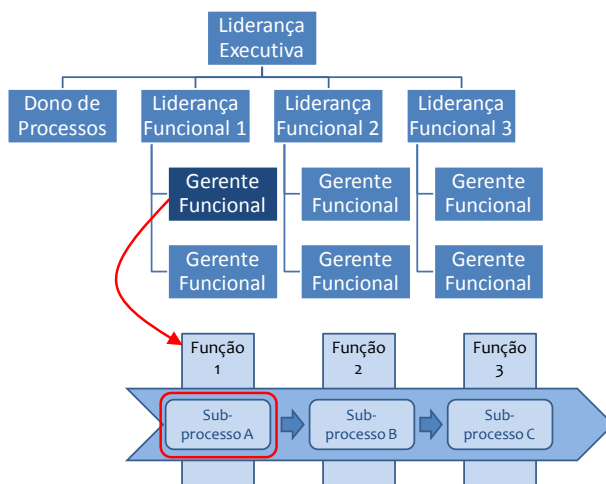 Liderança
Executiva
Dono de
Processos
Liderança
Funcional 1
Liderança
Funcional 2
Liderança
Funcional 3
Gerente
Funcional
Gerente
Funcional
Gerente
Funcional
Gerente
Funcional
Gerente
Funcional
Gerente
Funcional
Função
1
Função
2
Função
3
Sub-
processo A
Sub-
processo B
Sub-
processo C